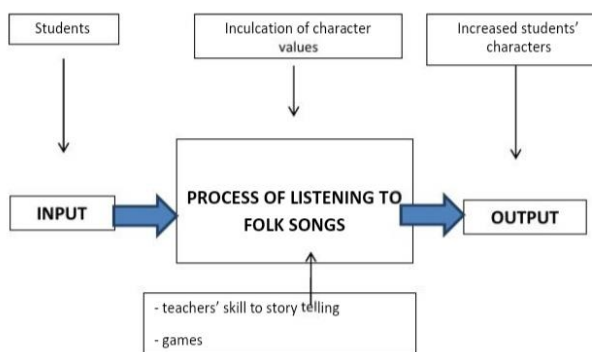 Students
Inculcation of character
values
Increased students'
characters
INPUT
PROCESS OF LISTENING TO
FOLK SONGS
OUTPUT
- teachers' skill to story telling
- games